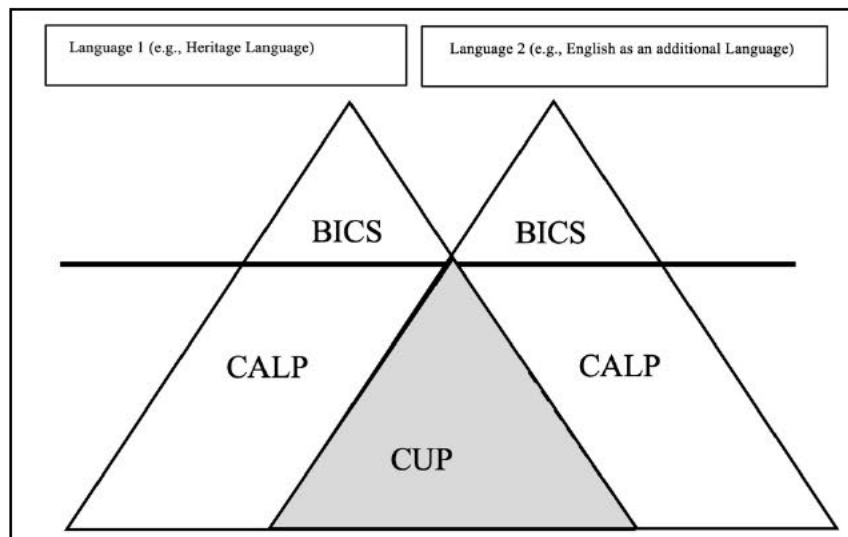 Language 1 (e.g., Heritage Language)
Language 2 (e.g., English as an additional Language)
BICS
BICS
CALP
CALP
CUP